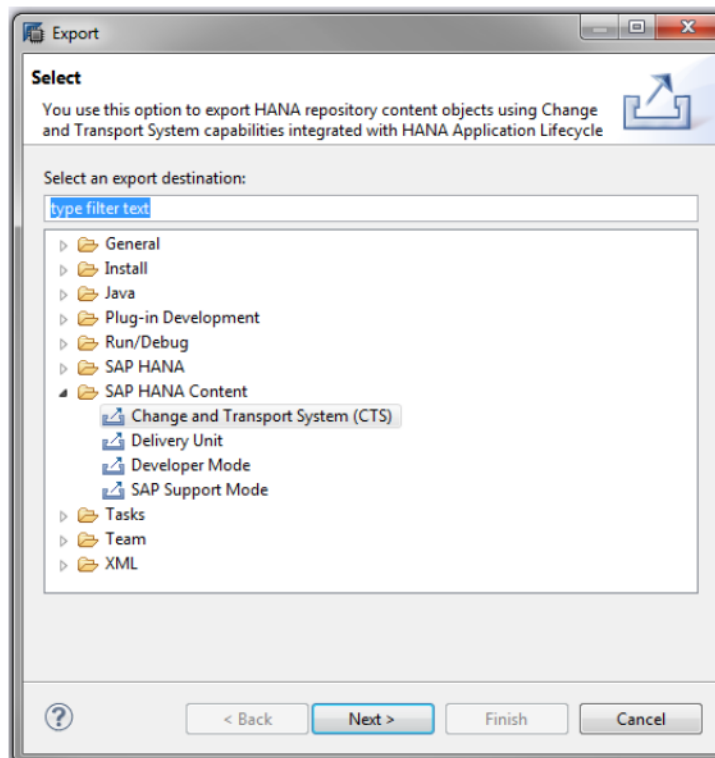 Export
Select
You use this option to export HANA repository content objects using Change
and Transport System capabilities integrated with HANA Application Lifecycle
Select an export destination:
type filter text
General
Install
Java
Plug-in Development
Run/Debug
SAP HANA
SAP HANA Content
Change and Transport System (CTS)
Delivery Unit
Developer Mode
SAP Support Mode
Tasks
Team
XML
?
< Back
Next >
Finish
Cancel